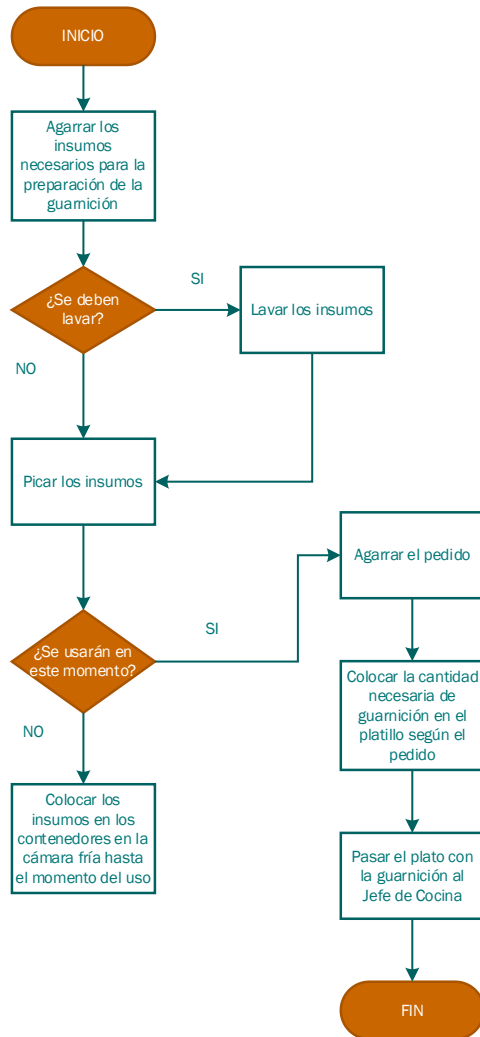 INICIO
Agarrar los
insumos
necesarios para la
preparación de la
guarnición
¿Se deben
lavar?
SI
Lavar los insumos
NO
Picar los insumos
¿Se usarán en
este momento?
SI
NO
Colocar los
insumos en los
contenedores en la
cámara fría hasta
el momento del uso
Agarrar el pedido
Colocar la cantidad
necesaria de
guarnición en el
platillo según el
pedido
Pasar el plato con
la guarnición al
Jefe de Cocina
FIN